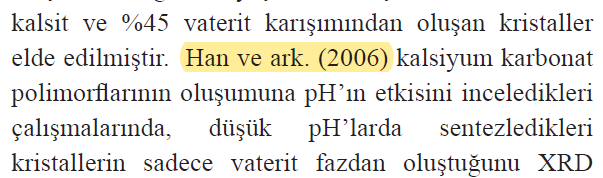 kalsit ve %45 vaterit karışımından oluşan kristaller
elde edilmiştir. Han ve ark. (2006) kalsiyum karbonat
polimorflarının oluşumuna pH’ın etkisini inceledikleri
çalışmalarında, düşük pH’larda sentezledikleri
kristallerin sadece vaterit fazdan oluştuğunu XRD